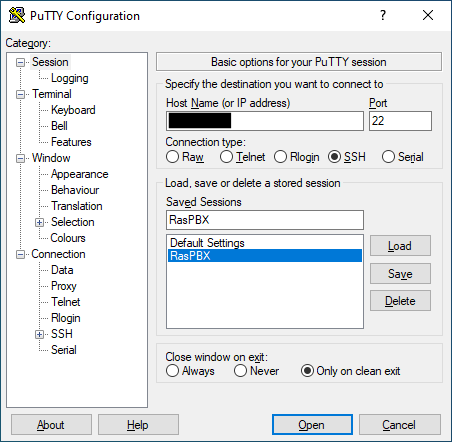 PuTTY Configuration
?
Category:
Session
Logging
Terminal
Keyboard
Bell
Features
Window
Appearance
Behaviour
Translation
Selection
Colours
Connection
Data
Proxy
Telnet
Rlogin
SSH
Serial
Basic options for your PuTTY session
Specify the destination you want to connect to
Host Name (or IP address) Port
22
Connection type:
Raw Telnet Rlogin SSH Serial
Load, save or delete a stored session
Saved Sessions
RasPBX
Default Settings
RasPBX
Load
Save
Delete
Close window on exit:
Always Never Only on clean exit
About Help Open Cancel